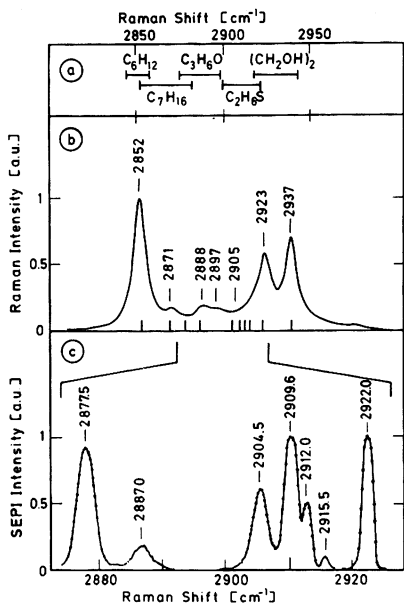 Raman Shift [cm⁻¹]
2850 2900 2950
a
C₆H₁₂ C₃H₆O (CH₂OH)₂
C₇H₁₆ C₂H₆S
b
Raman Intensity [a.u.]
1
0.5
0
2852
2871
2888
2897
2905
2923
2937
c
SEPI Intensity [a.u.]
1
0.5
0
2877.5
2887.0
2904.5
2909.6
2912.0
2915.5
2922.0
2880 2900 2920
Raman Shift [cm⁻¹]